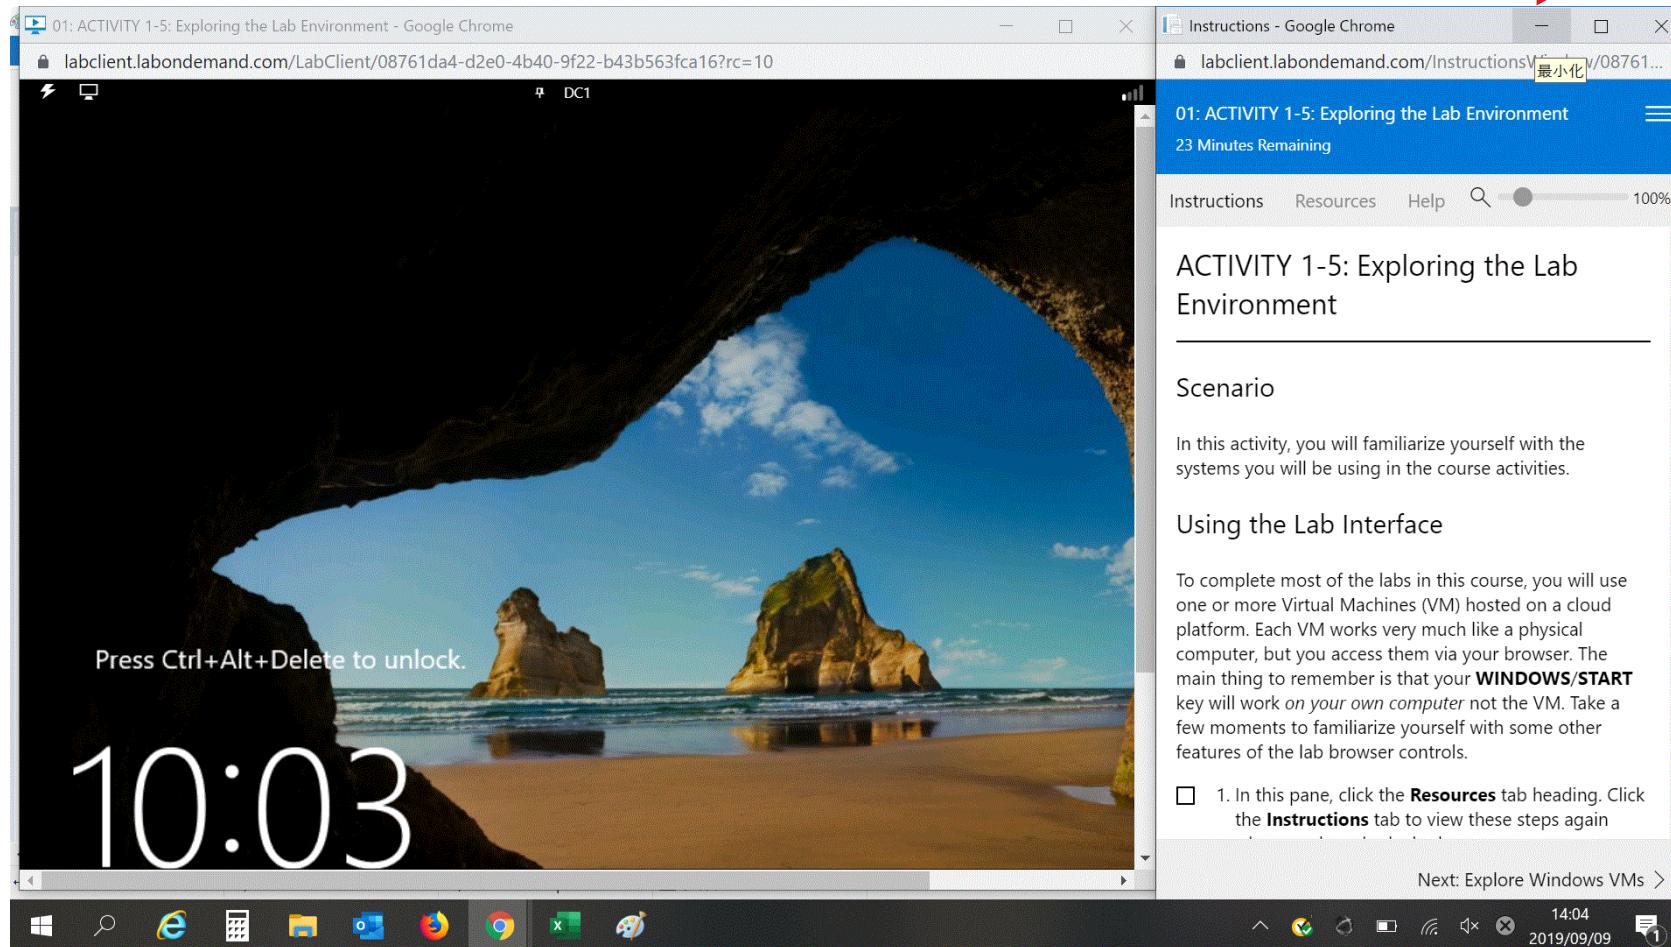 01: ACTIVITY 1-5: Exploring the Lab Environment - Google Chrome
labclient.labondemand.com/LabClient/08761da4-d2e0-4b40-9f22-b43b563fca16?rc=10
DC1
Press Ctrl+Alt+Delete to unlock.
10:03
Instructions - Google Chrome
labclient.labondemand.com/InstructionsW
/08761...
最小化
01: ACTIVITY 1-5: Exploring the Lab Environment
23 Minutes Remaining
Instructions Resources Help 100%
ACTIVITY 1-5: Exploring the Lab
Environment
Scenario
In this activity, you will familiarize yourself with the
systems you will be using in the course activities.
Using the Lab Interface
To complete most of the labs in this course, you will use
one or more Virtual Machines (VM) hosted on a cloud
platform. Each VM works very much like a physical
computer, but you access them via your browser. The
main thing to remember is that your WINDOWS/START
key will work on your own computer not the VM. Take a
few moments to familiarize yourself with some other
features of the lab browser controls.
1. In this pane, click the Resources tab heading. Click
the Instructions tab to view these steps again
Next: Explore Windows VMs
14:04
2019/09/09
1